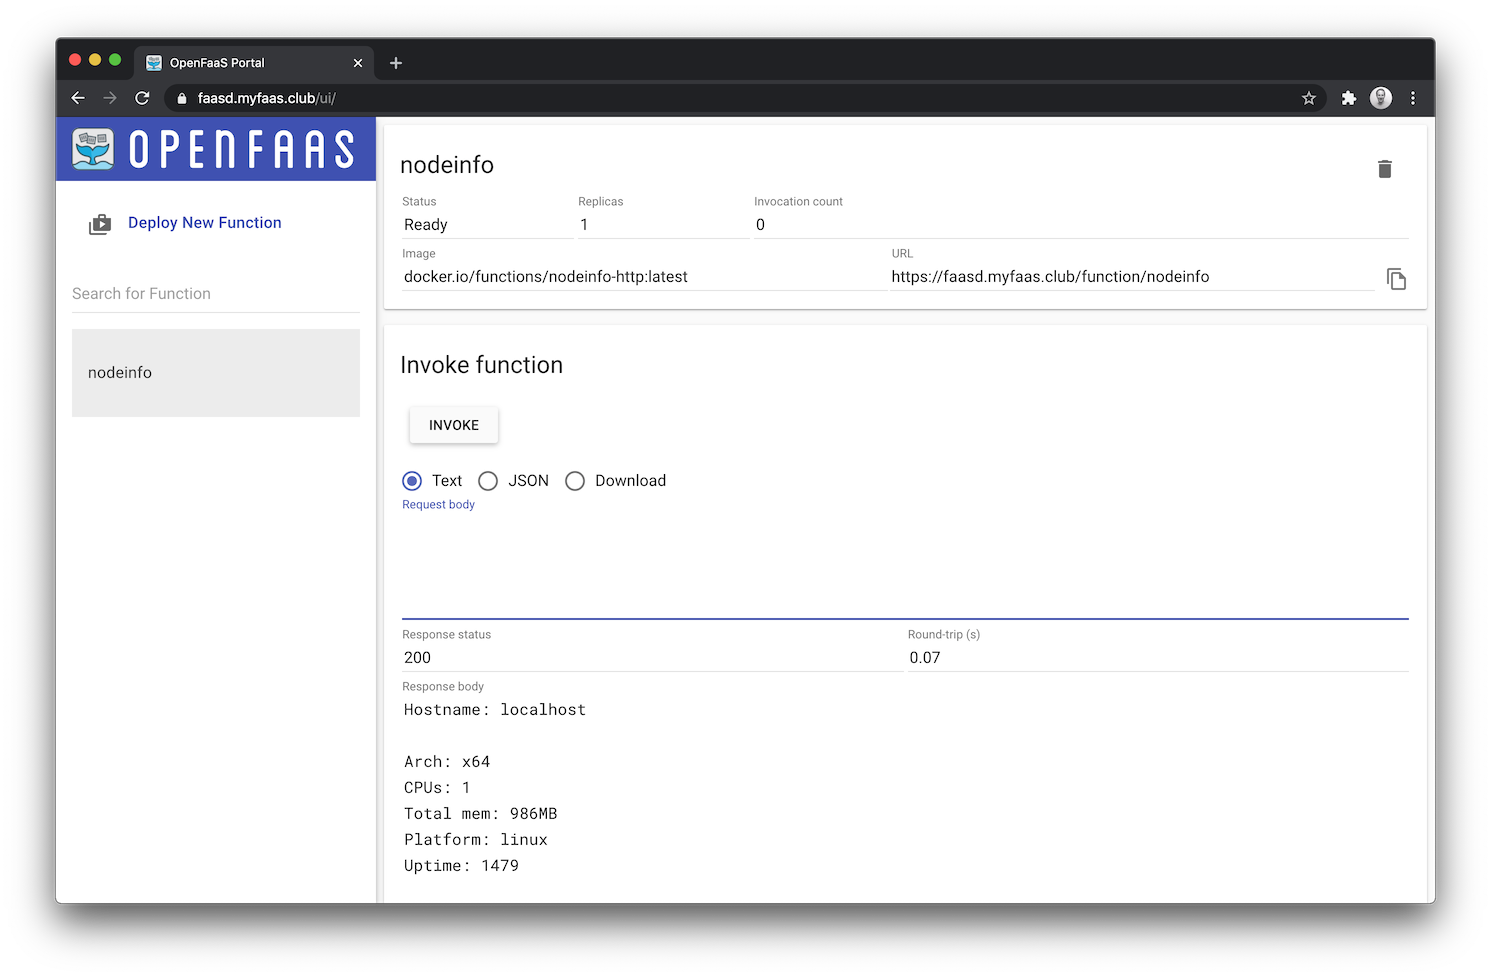 OpenFaaS Portal
faasd.myfaas.club/ui/
OPENFAAS
Deploy New Function
Search for Function
nodeinfo
nodeinfo
Status Replicas Invocation count
Ready 1 0
Image URL
docker.io/functions/nodeinfo-http:latest https://faasd.myfaas.club/function/nodeinfo
Invoke function
INVOKE
Text JSON Download
Request body
Response status Round-trip (s)
200 0.07
Response body
Hostname: localhost
Arch: x64
CPUs: 1
Total mem: 986MB
Platform: linux
Uptime: 1479